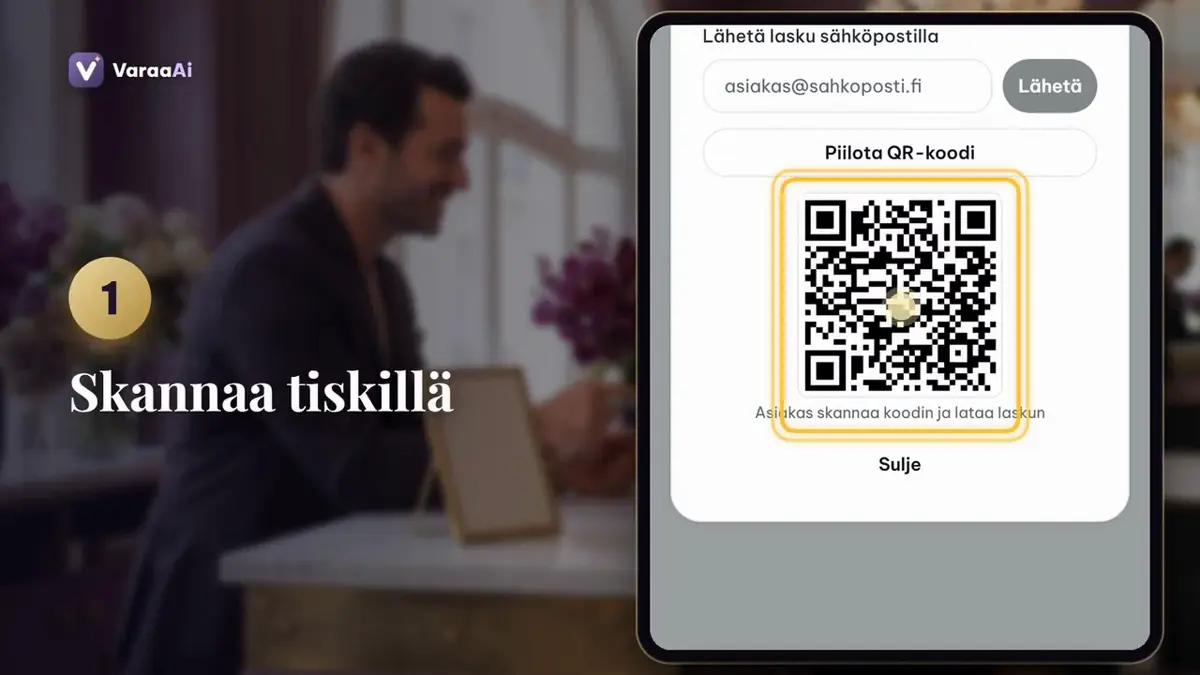 VaraaAi
1
Skannaa tiskillä
Lähetä lasku sähköpostilla
asiakas@sahkoposti.fi
Lähetä
Piilota QR-koodi
Asiakas skannaa koodin ja lataa laskun
Sulje